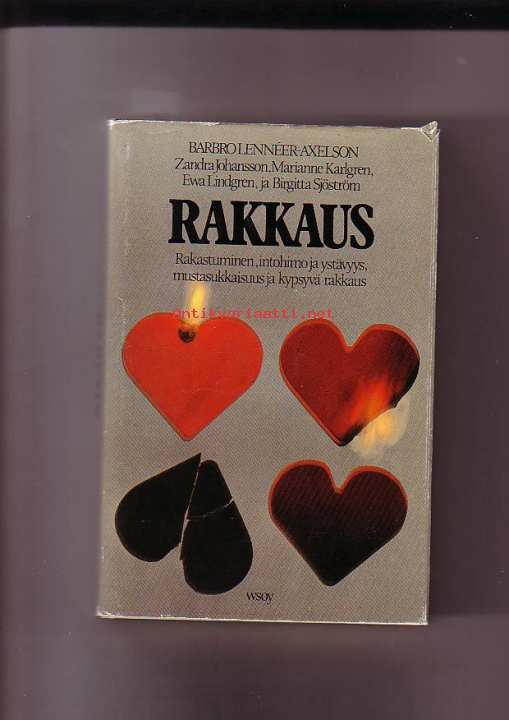 BARBRO LENNÉER-AXELSON
Zandra Johansson, Marianne Karlgren,
Ewa Lindgren, ja Birgitta Sjöström
RAKKAUS
Rakastuminen, intohimo ja ystävyys,
mustasukkaisuus ja kypsyvä rakkaus
antikvariaatti.net
wsoy